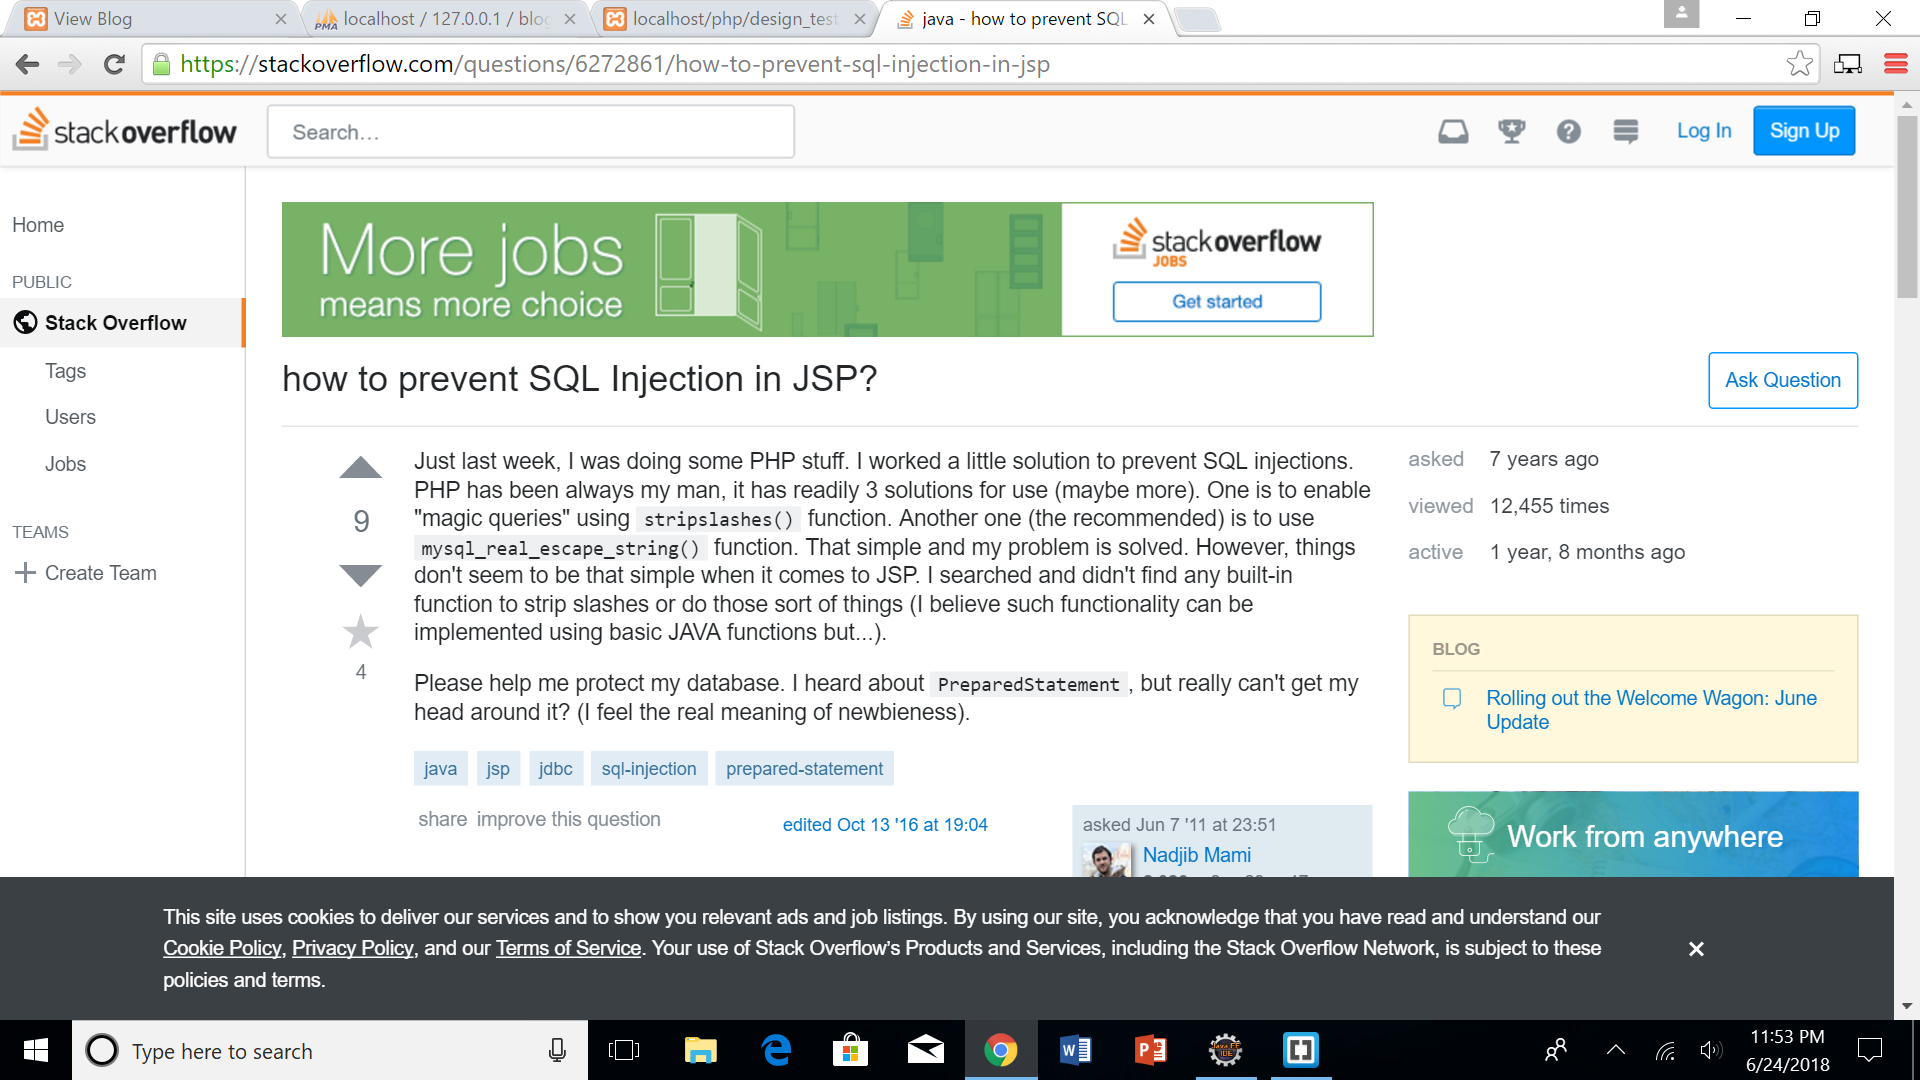 View Blog
localhost / 127.0.0.1 / blog
localhost/php/design_test
java - how to prevent SQL
https://stackoverflow.com/questions/6272861/how-to-prevent-sql-injection-in-jsp
stackoverflow
Search…
Log In
Sign Up
Home
PUBLIC
Stack Overflow
Tags
Users
Jobs
TEAMS
Create Team
More jobs
means more choice
stackoverflow
JOBS
Get started
how to prevent SQL Injection in JSP?
Ask Question
9
4
Just last week, I was doing some PHP stuff. I worked a little solution to prevent SQL injections.
PHP has been always my man, it has readily 3 solutions for use (maybe more). One is to enable
"magic queries" using stripslashes() function. Another one (the recommended) is to use
mysql_real_escape_string() function. That simple and my problem is solved. However, things
don't seem to be that simple when it comes to JSP. I searched and didn't find any built-in
function to strip slashes or do those sort of things (I believe such functionality can be
implemented using basic JAVA functions but...).
Please help me protect my database. I heard about PreparedStatement, but really can't get my
head around it? (I feel the real meaning of newbieness).
java jsp jdbc sql-injection prepared-statement
share improve this question
edited Oct 13 '16 at 19:04
asked Jun 7 '11 at 23:51
Nadjib Mami
asked 7 years ago
viewed 12,455 times
active 1 year, 8 months ago
BLOG
Rolling out the Welcome Wagon: June
Update
Work from anywhere
This site uses cookies to deliver our services and to show you relevant ads and job listings. By using our site, you acknowledge that you have read and understand our
Cookie Policy, Privacy Policy, and our Terms of Service. Your use of Stack Overflow's Products and Services, including the Stack Overflow Network, is subject to these
policies and terms.
Type here to search
11:53 PM
6/24/2018